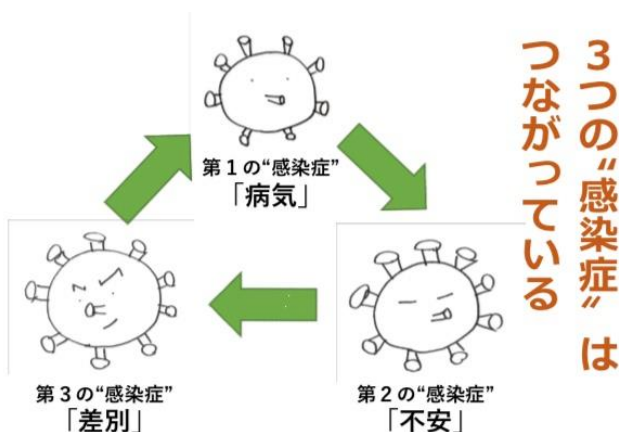 ３つの“感染症”は
つながっている
第１の“感染症”
「病気」
第２の“感染症”
「不安」
第３の“感染症”
「差別」